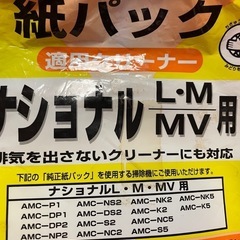 紙パック
適用クリーナー
ナショナル L・M MV 用
排気を出さないクリーナーにも対応
下記の「純正紙パック」を使用する掃除機にご使用いただけます。
ナショナルL・M・MV用
AMC-P1 AMC-NS2 AMC-NK2 AMC-NK5
AMC-DP1 AMC-DS2 AMC-K2 AMC-K5
AMC-DP2 AMC-S2 AMC-NC5
AMC-NP2 AMC-NC2 AMC-S5